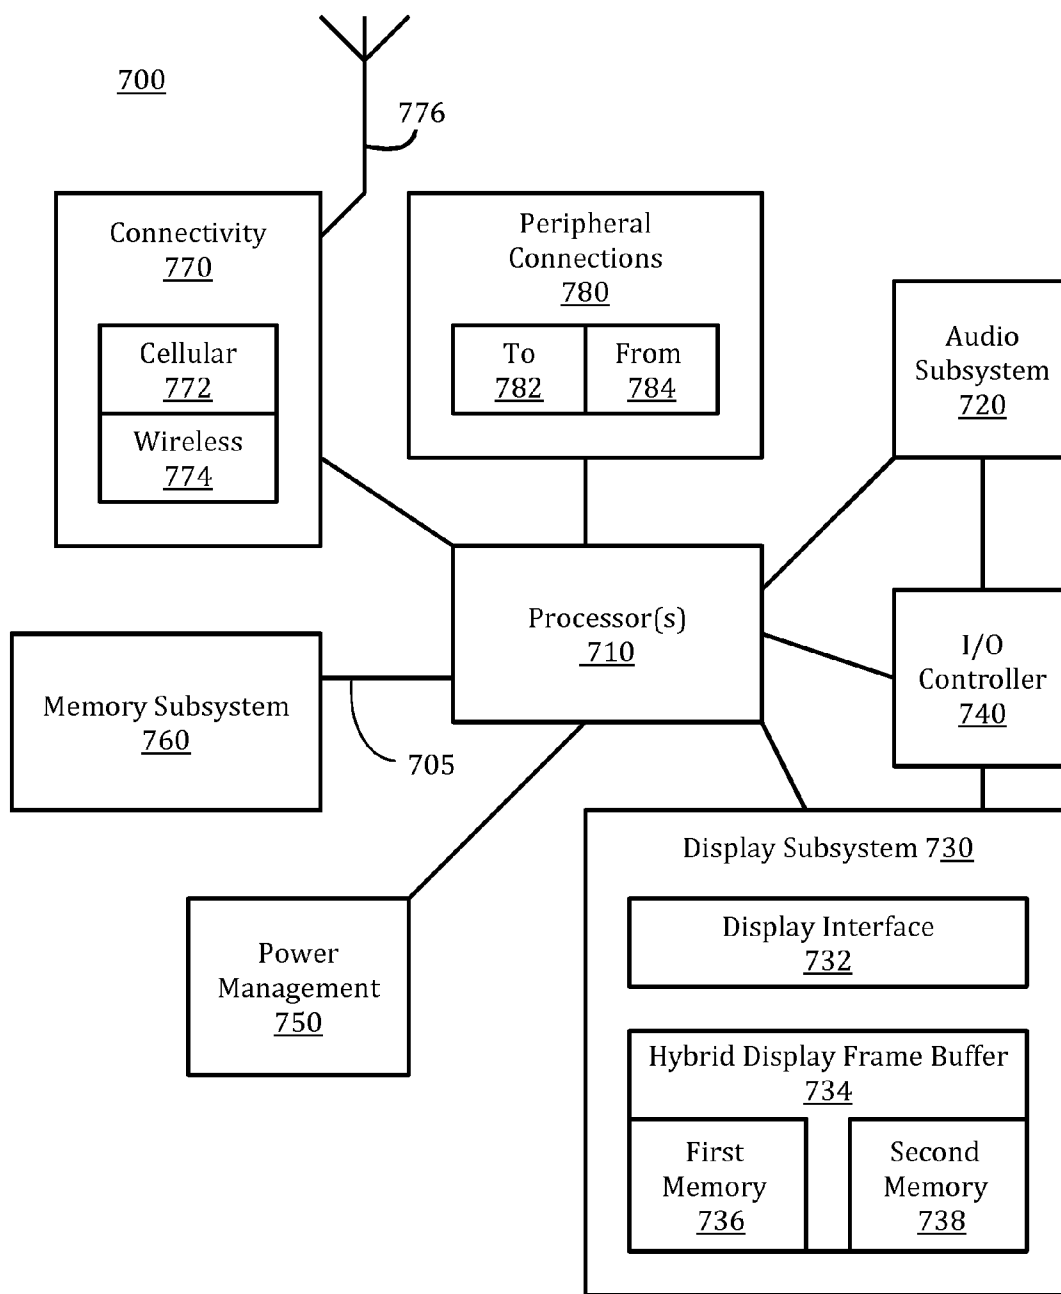 700
776
Connectivity
770
Cellular
772
Wireless
774
Peripheral
Connections
780
To
782
From
784
Audio
Subsystem
720
Processor(s)
710
I/O
Controller
740
Memory Subsystem
760
705
Power
Management
750
Display Subsystem 730
Display Interface
732
Hybrid Display Frame Buffer
734
First
Memory
736
Second
Memory
738